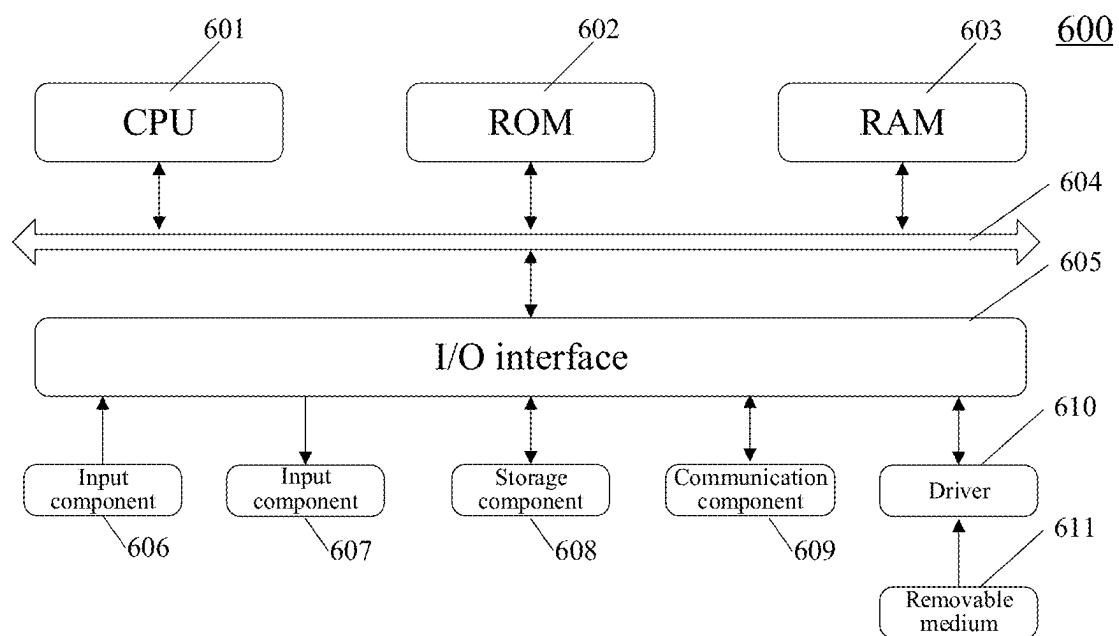 601
602
603
600
CPU
ROM
RAM
604
605
I/O interface
610
Input
component
Input
component
Storage
component
Communication
component
Driver
606
607
608
609
611
Removable
medium